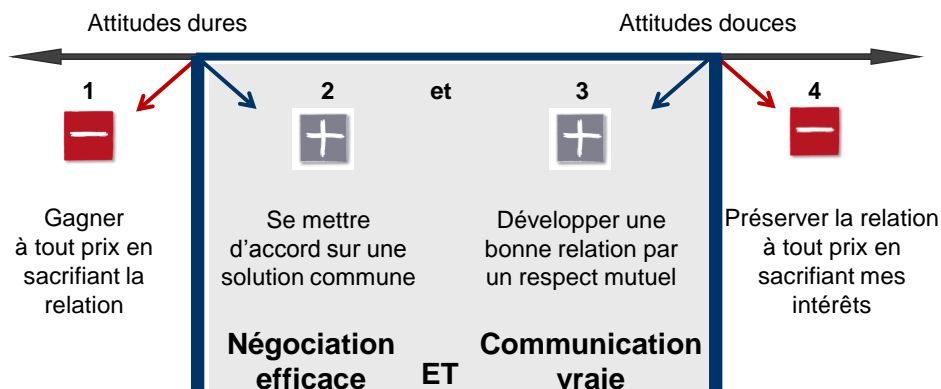 Attitudes dures
Attitudes douces
1
2
et
3
4
Gagner
à tout prix en
sacrifiant la
relation
Se mettre
d'accord sur une
solution commune
Développer une
bonne relation par
un respect mutuel
Préserver la relation
à tout prix en
sacrifiant mes
intérêts
Négociation
efficace
ET
Communication
vraie